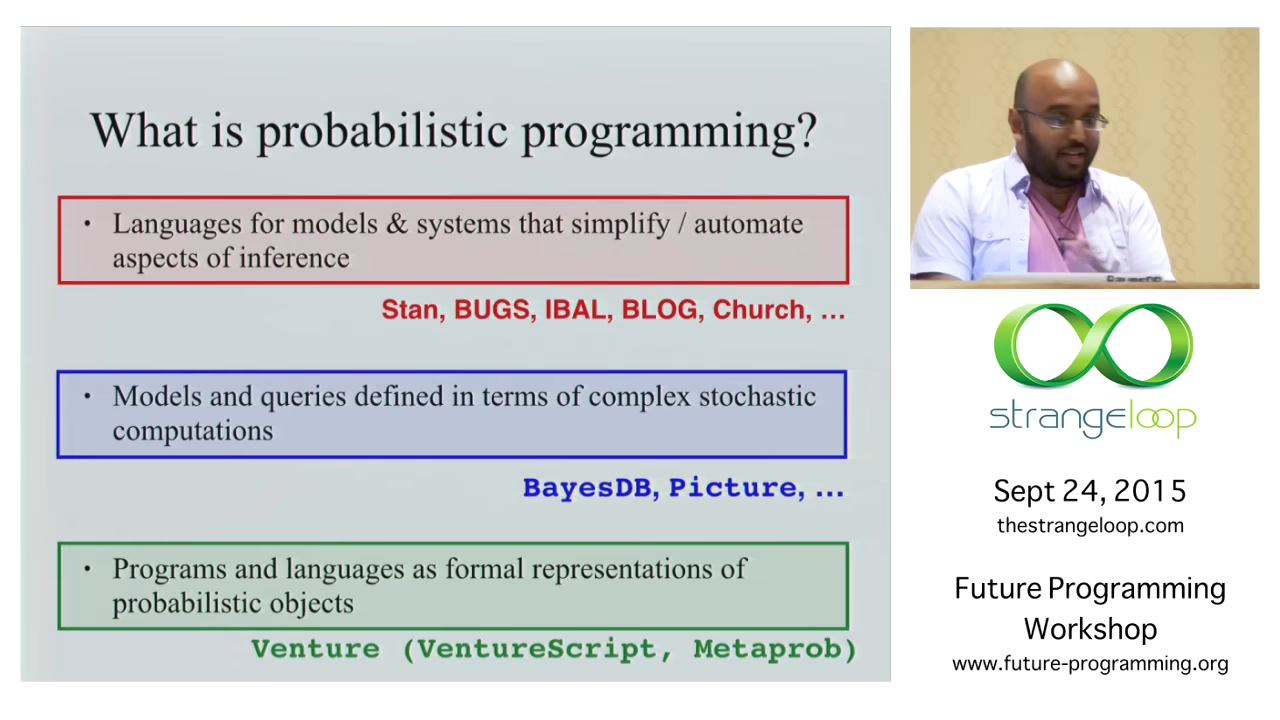 What is probabilistic programming?
• Languages for models & systems that simplify / automate
aspects of inference
Stan, BUGS, IBAL, BLOG, Church, ...
• Models and queries defined in terms of complex stochastic
computations
BayesDB, Picture, ...
• Programs and languages as formal representations of
probabilistic objects
Venture (VentureScript, Metaprob)
strangeloop
Sept 24, 2015
thestrangeloop.com
Future Programming
Workshop
www.future-programming.org